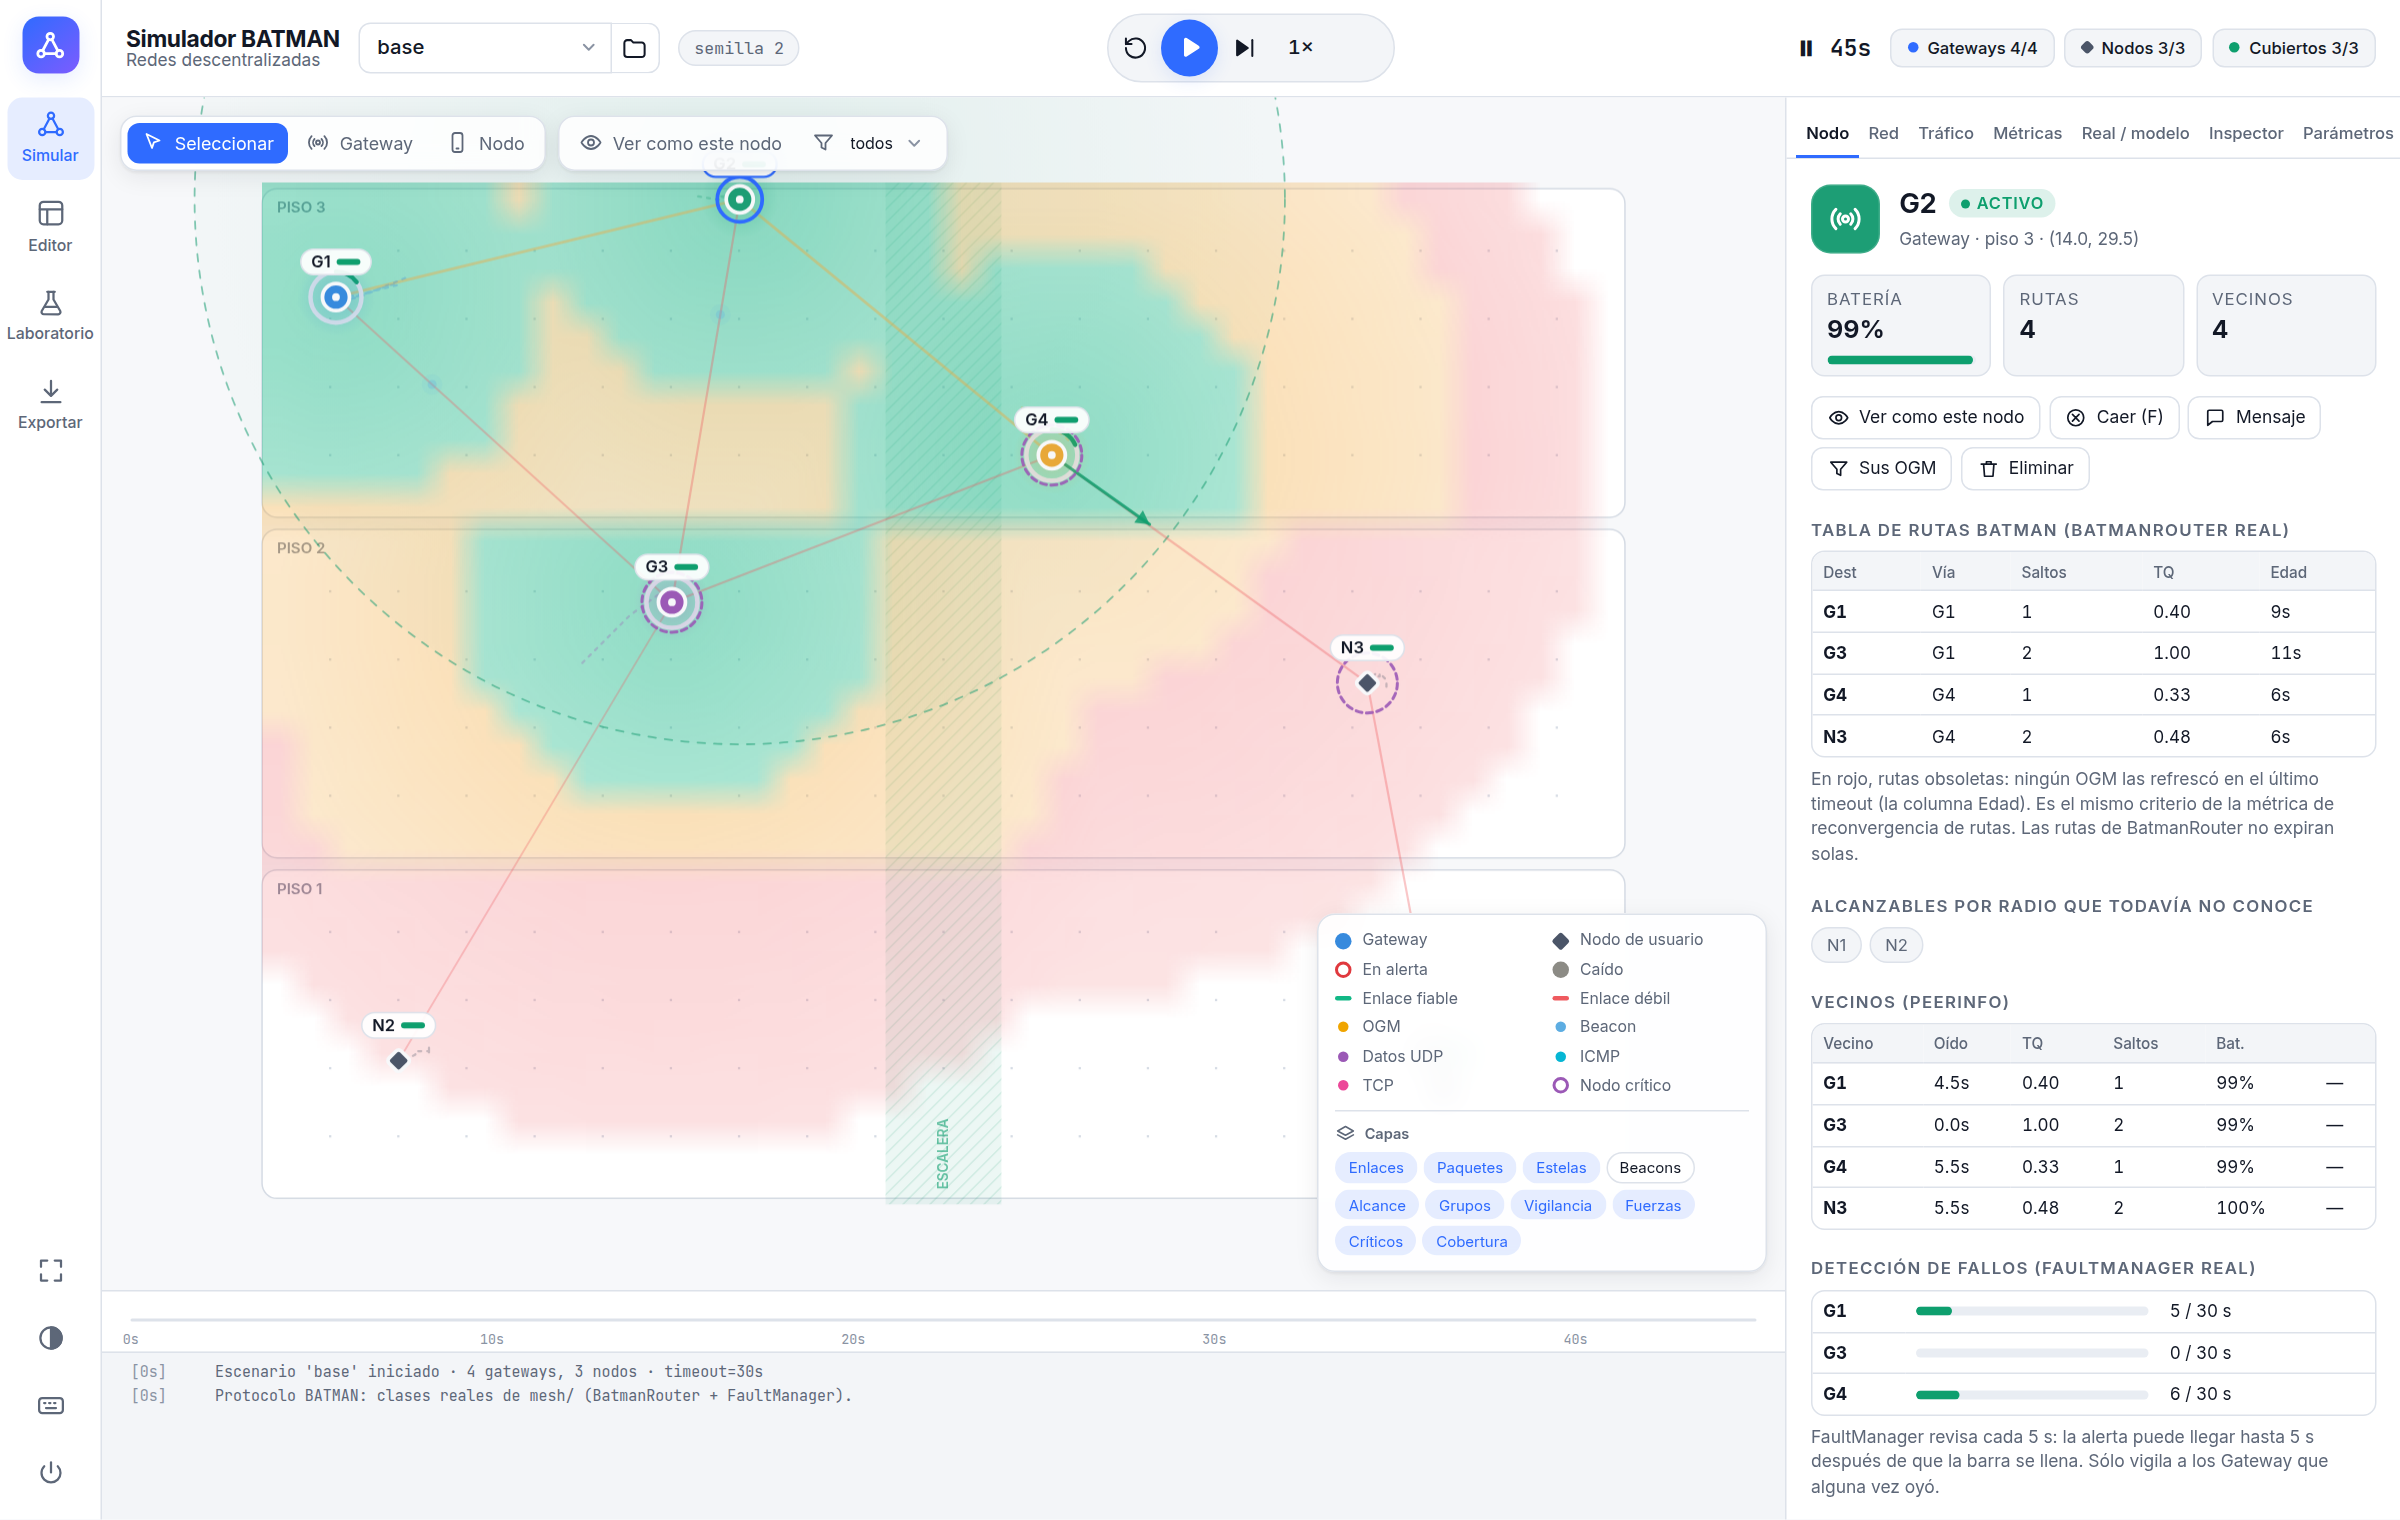 Simulador BATMAN
Redes descentralizadas
base
semilla 2
1×
45s
Gateways 4/4
Nodos 3/3
Cubiertos 3/3
Simular
Editor
Laboratorio
Exportar
Seleccionar
Gateway
Nodo
Ver como este nodo
todos
G2
PISO 3
G1
G4
PISO 2
G3
N3
PISO 1
N2
ESCALERA
Gateway
Nodo de usuario
En alerta
Caído
Enlace fiable
Enlace débil
OGM
Beacon
Datos UDP
ICMP
TCP
Nodo crítico
Capas
Enlaces Paquetes Estelas Beacons
Alcance Grupos Vigilancia Fuerzas
Críticos Cobertura
0s 10s 20s 30s 40s
[0s] Escenario 'base' iniciado · 4 gateways, 3 nodos · timeout=30s
[0s] Protocolo BATMAN: clases reales de mesh/ (BatmanRouter + FaultManager).
Nodo Red Tráfico Métricas Real / modelo Inspector Parámetros
G2 ACTIVO
Gateway · piso 3 · (14.0, 29.5)
BATERÍA
99%
RUTAS
4
VECINOS
4
Ver como este nodo
Caer (F)
Mensaje
Sus OGM
Eliminar
TABLA DE RUTAS BATMAN (BATMANROUTER REAL)
Dest Vía Saltos TQ Edad
G1 G1 1 0.40 9s
G3 G1 2 1.00 11s
G4 G4 1 0.33 6s
N3 G4 2 0.48 6s
En rojo, rutas obsoletas: ningún OGM las refrescó en el último
timeout (la columna Edad). Es el mismo criterio de la métrica de
reconvergencia de rutas. Las rutas de BatmanRouter no expiran
solas.
ALCANZABLES POR RADIO QUE TODAVÍA NO CONOCE
N1 N2
VECINOS (PEERINFO)
Vecino Oído TQ Saltos Bat.
G1 4.5s 0.40 1 99% —
G3 0.0s 1.00 2 99% —
G4 5.5s 0.33 1 99% —
N3 5.5s 0.48 2 100% —
DETECCIÓN DE FALLOS (FAULTMANAGER REAL)
G1 5 / 30 s
G3 0 / 30 s
G4 6 / 30 s
FaultManager revisa cada 5 s: la alerta puede llegar hasta 5 s
después de que la barra se llena. Sólo vigila a los Gateway que
alguna vez oyó.